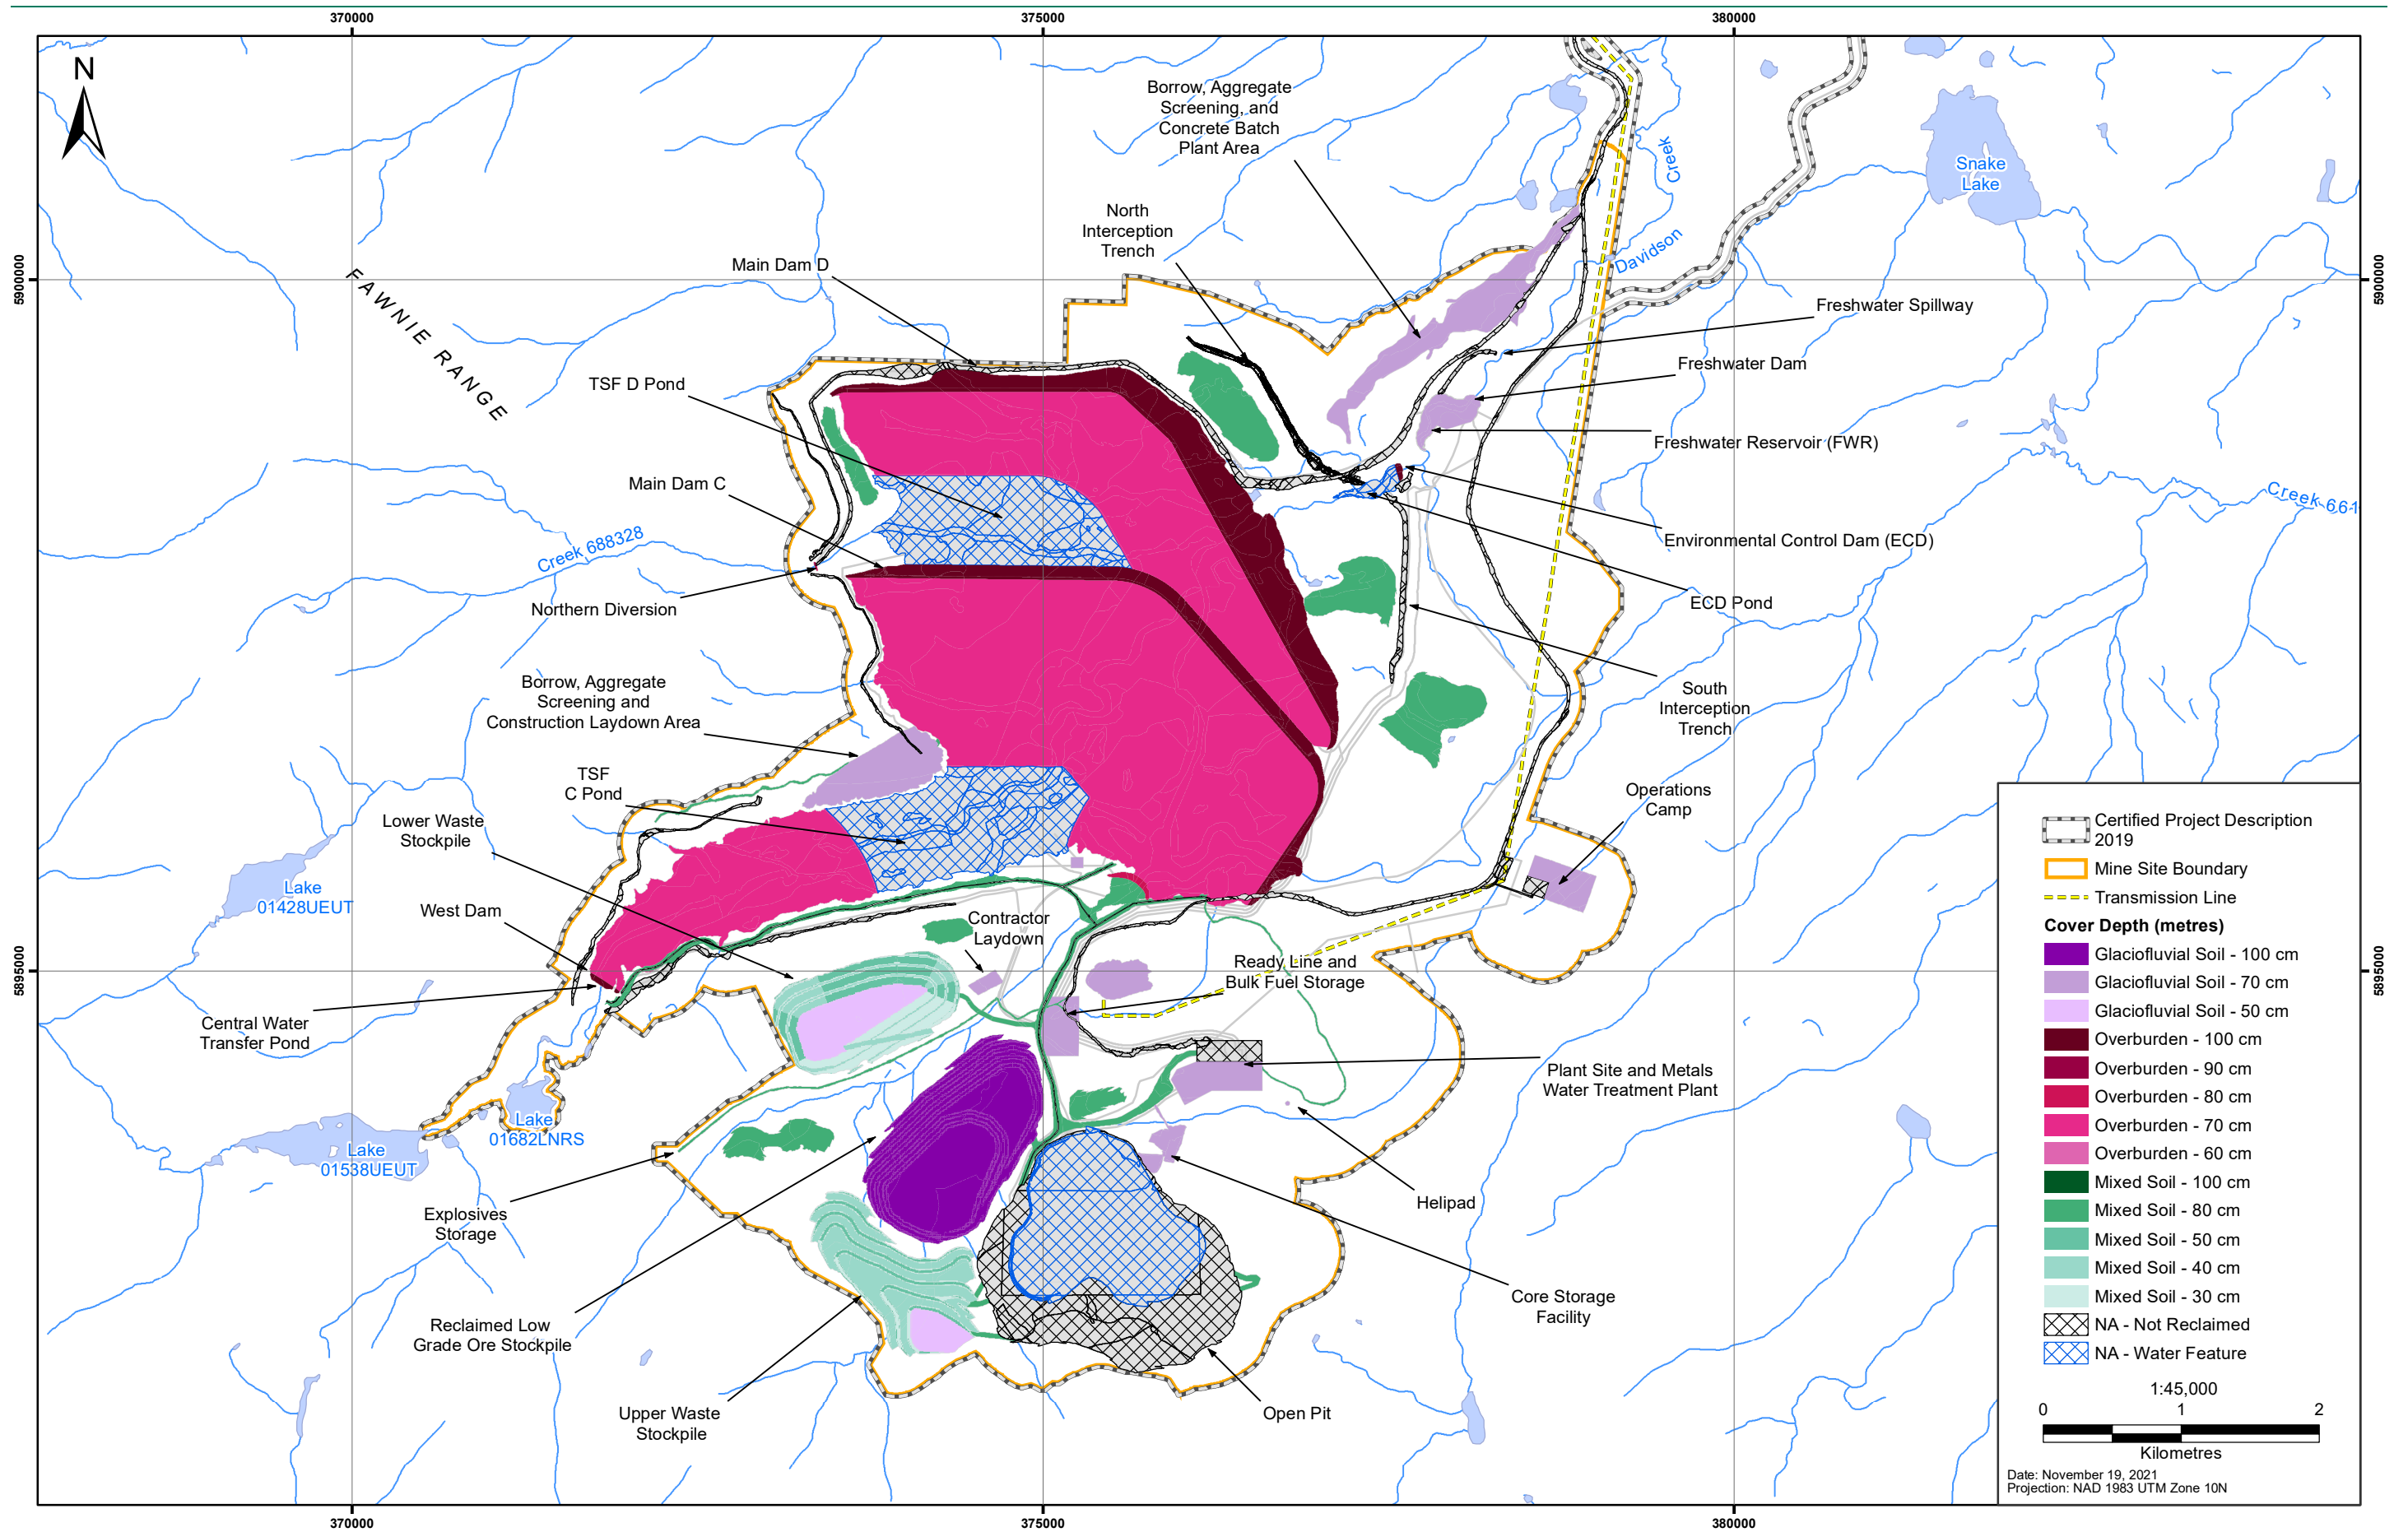 370000
375000
380000
N
Borrow, Aggregate
Screening, and
Concrete Batch
Plant Area
Creek
Snake
Lake
North
Interception
Trench
Davidson
Main Dam D
5900000
5900000
FAWNIE RANGE
Freshwater Spillway
Freshwater Dam
TSF D Pond
Freshwater Reservoir (FWR)
Main Dam C
Creek 661
Creek 688328
Environmental Control Dam (ECD)
Northern Diversion
ECD Pond
Borrow, Aggregate
Screening and
Construction Laydown Area
South
Interception
Trench
TSF
C Pond
Operations
Camp
Lower Waste
Stockpile
Lake
01428UEUT
West Dam
Contractor
Laydown
Ready Line and
Bulk Fuel Storage
5895000
5895000
Central Water
Transfer Pond
Plant Site and Metals
Water Treatment Plant
Lake
01682LNRS
Lake
01538UEUT
Helipad
Explosives
Storage
Core Storage
Facility
Reclaimed Low
Grade Ore Stockpile
Upper Waste
Stockpile
Open Pit
Certified Project Description
2019
Mine Site Boundary
Transmission Line
Cover Depth (metres)
Glaciofluvial Soil - 100 cm
Glaciofluvial Soil - 70 cm
Glaciofluvial Soil - 50 cm
Overburden - 100 cm
Overburden - 90 cm
Overburden - 80 cm
Overburden - 70 cm
Overburden - 60 cm
Mixed Soil - 100 cm
Mixed Soil - 80 cm
Mixed Soil - 50 cm
Mixed Soil - 40 cm
Mixed Soil - 30 cm
NA - Not Reclaimed
NA - Water Feature
1:45,000
0 1 2
Kilometres
Date: November 19, 2021
Projection: NAD 1983 UTM Zone 10N
370000
375000
380000